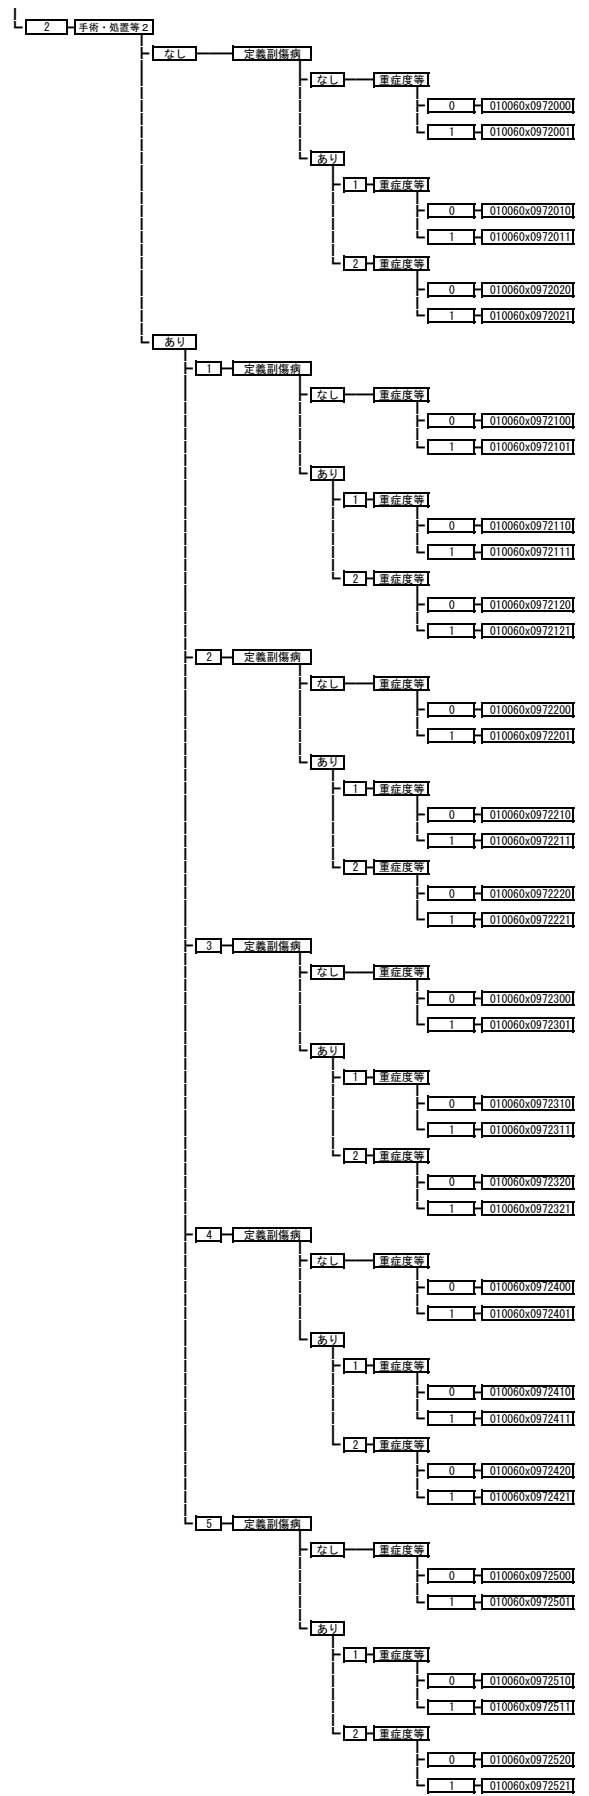 2 手術・処置等２
なし 定義副傷病
なし 重症度等
0 010060x0972000
1 010060x0972001
あり
1 重症度等
0 010060x0972010
1 010060x0972011
2 重症度等
0 010060x0972020
1 010060x0972021
あり
1 定義副傷病
なし 重症度等
0 010060x0972100
1 010060x0972101
あり
1 重症度等
0 010060x0972110
1 010060x0972111
2 重症度等
0 010060x0972120
1 010060x0972121
2 定義副傷病
なし 重症度等
0 010060x0972200
1 010060x0972201
あり
1 重症度等
0 010060x0972210
1 010060x0972211
2 重症度等
0 010060x0972220
1 010060x0972221
3 定義副傷病
なし 重症度等
0 010060x0972300
1 010060x0972301
あり
1 重症度等
0 010060x0972310
1 010060x0972311
2 重症度等
0 010060x0972320
1 010060x0972321
4 定義副傷病
なし 重症度等
0 010060x0972400
1 010060x0972401
あり
1 重症度等
0 010060x0972410
1 010060x0972411
2 重症度等
0 010060x0972420
1 010060x0972421
5 定義副傷病
なし 重症度等
0 010060x0972500
1 010060x0972501
あり
1 重症度等
0 010060x0972510
1 010060x0972511
2 重症度等
0 010060x0972520
1 010060x0972521